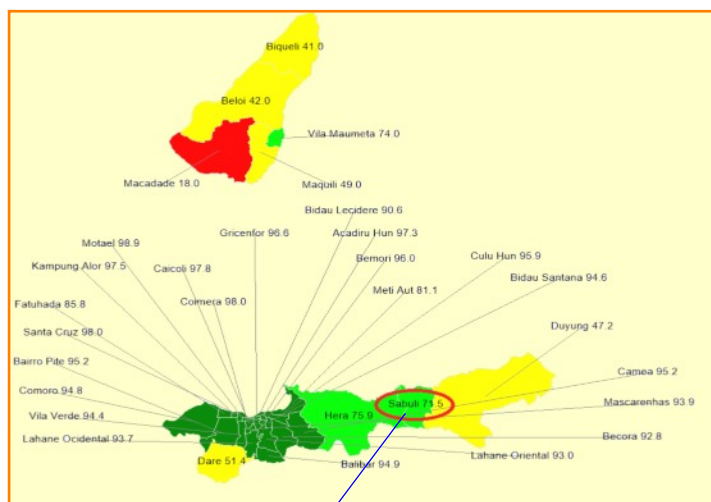 Biqueli 41.0
Beloi 42.0
Vila Maumeta 74.0
Macadade 18.0
Maquili 49.0
Bidau Lecidere 90.6
Gricenfor 96.6
Acadiru Hun 97.3
Motael 98.9
Culu Hun 95.9
Bemori 96.0
Kampung Alor 97.5
Caicoli 97.8
Bidau Santana 94.6
Meti Aut 81.1
Coimera 98.0
Fatuhada 85.8
Duyung 47.2
Santa Cruz 98.0
Bairro Pite 95.2
Camea 95.2
Comoro 94.8
Sabuli 71.5
Mascarenhas 93.9
Vila Verde 94.4
Hera 75.9
Lahane Ocidental 93.7
Becora 92.8
Lahane Oriental 93.0
Dare 51.4
Balibar 94.9